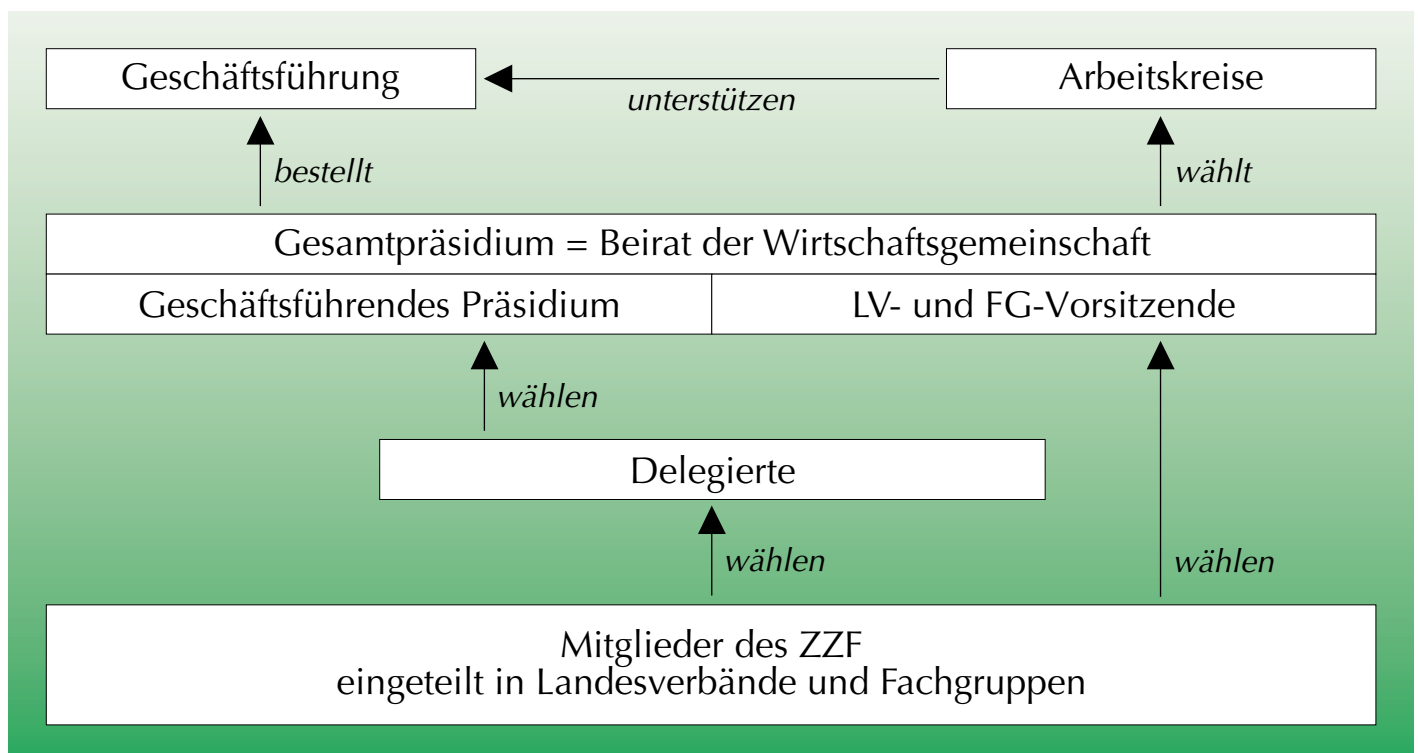 Geschäftsführung
Arbeitskreise
unterstützen
bestellt
wählt
Gesamtpräsidium = Beirat der Wirtschaftsgemeinschaft
Geschäftsführendes Präsidium
LV- und FG-Vorsitzende
wählen
Delegierte
wählen
wählen
Mitglieder des ZZF
eingeteilt in Landesverbände und Fachgruppen